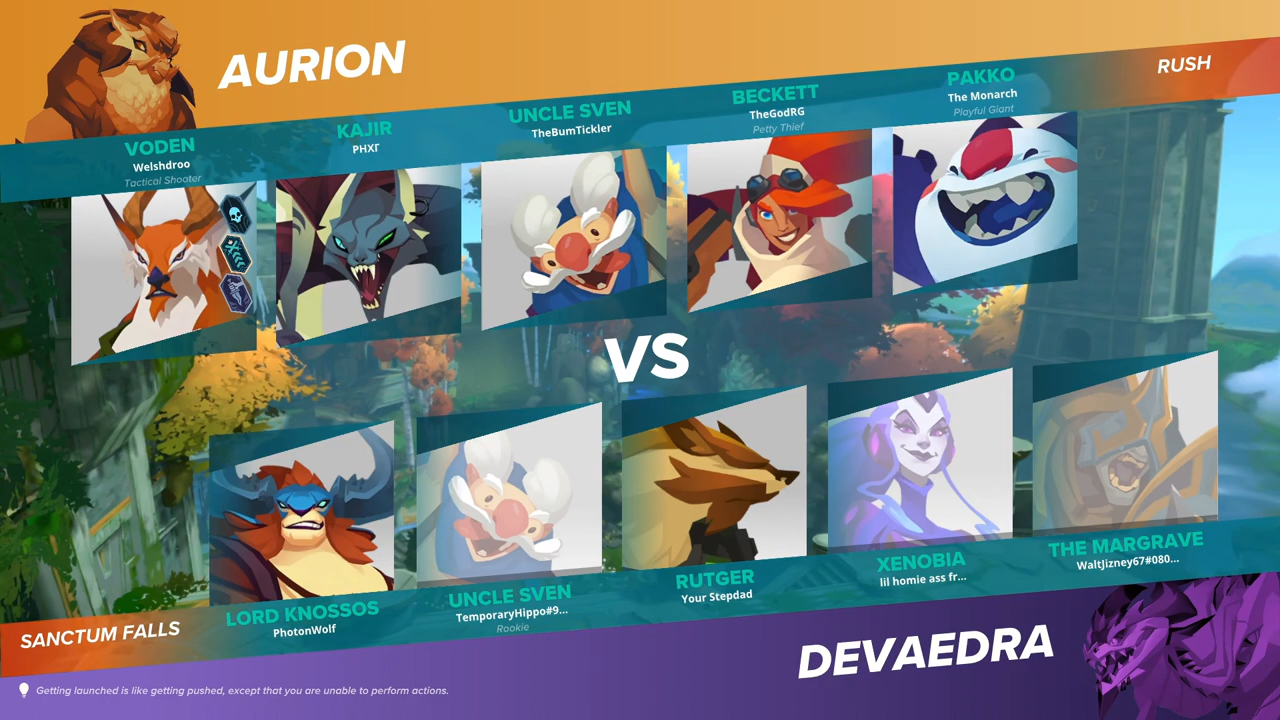 AURION
RUSH
VODEN
Welshdroo
Tactical Shooter
KAJIR
PHXΓ
UNCLE SVEN
TheBumTickler
BECKETT
TheGodRG
Petty Thief
PAKKO
The Monarch
Playful Giant
VS
LORD KNOSSOS
PhotonWolf
UNCLE SVEN
TemporaryHippo#9...
Rookie
RUTGER
Your Stepdad
XENOBIA
lil homie ass fr...
THE MARGRAVE
WaltJizney67#080...
SANCTUM FALLS
DEVAEDRA
Getting launched is like getting pushed, except that you are unable to perform actions.